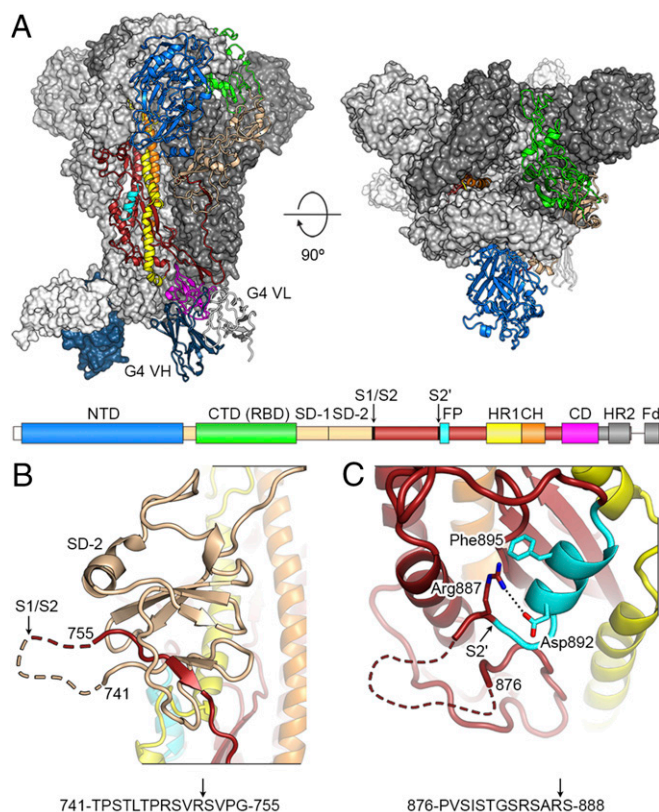 A
90°
G4 VL
G4 VH
S1/S2 S2'
NTD CTD (RBD) SD-1 SD-2 FP HR1 CH CD HR2 Fd
B
SD-2
S1/S2
755
741
741-TPSTLTPRSVRSVPG-755
C
Phe895
Arg887
Asp892
S2'
876
876-PVSISTGSRSARS-888